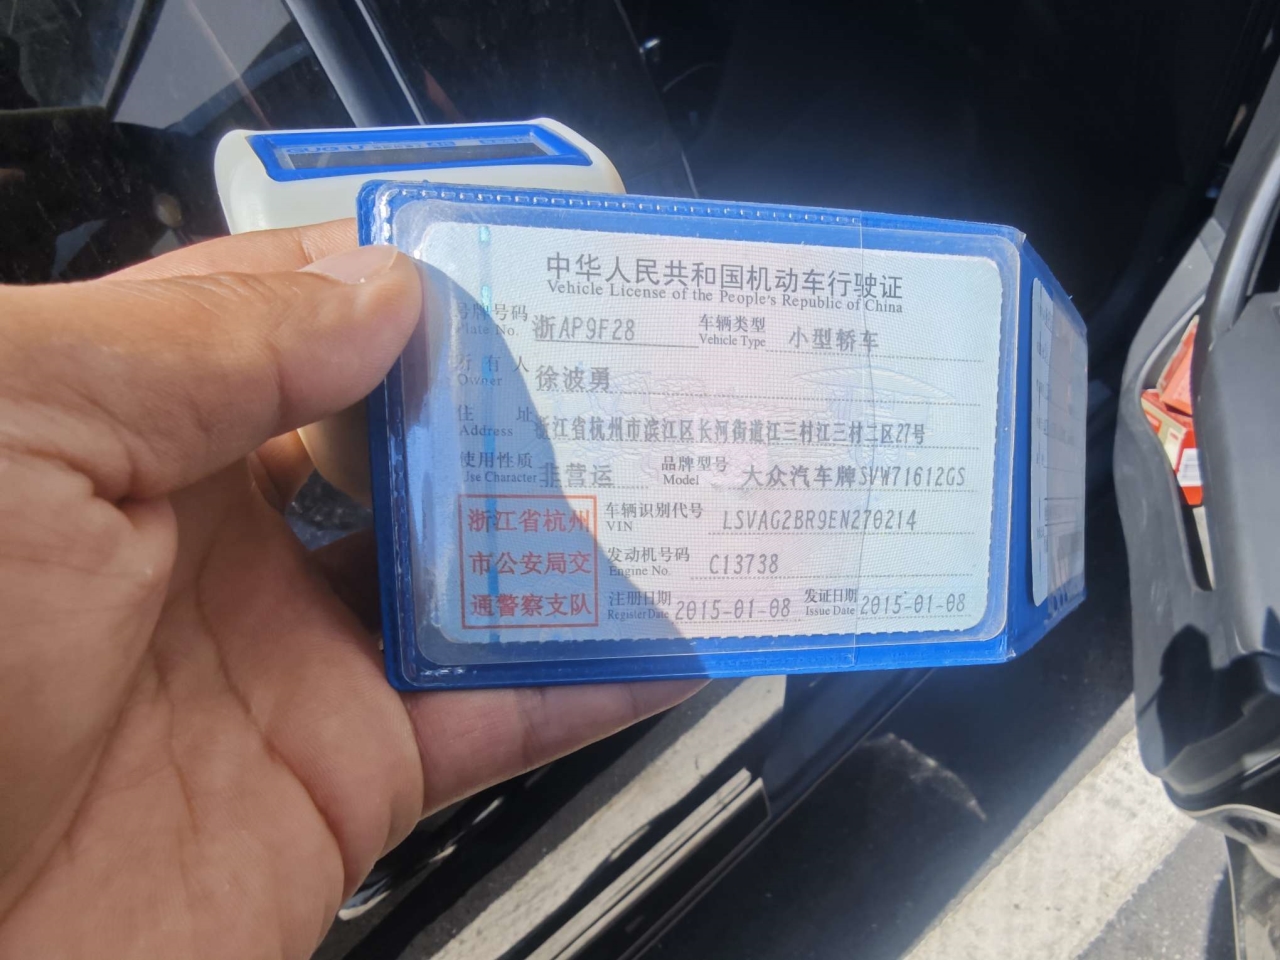 中华人民共和国机动车行驶证
Vehicle License of the People's Republic of China
号牌号码 浙AP9F28 车辆类型 小型轿车
Plate No. Vehicle Type
所有人 徐波勇
Owner
住址 浙江省杭州市滨江区长河街道江三村江三村二区27号
Address
使用性质 非营运 品牌型号 大众汽车牌SVW71612GS
Use Character Model
浙江省杭州
市公安局交
通警察支队
车辆识别代号 LSVAG2BR9EN270214
VIN
发动机号码 C13738
Engine No.
注册日期 2015-01-08 发证日期 2015-01-08
Register Date Issue Date